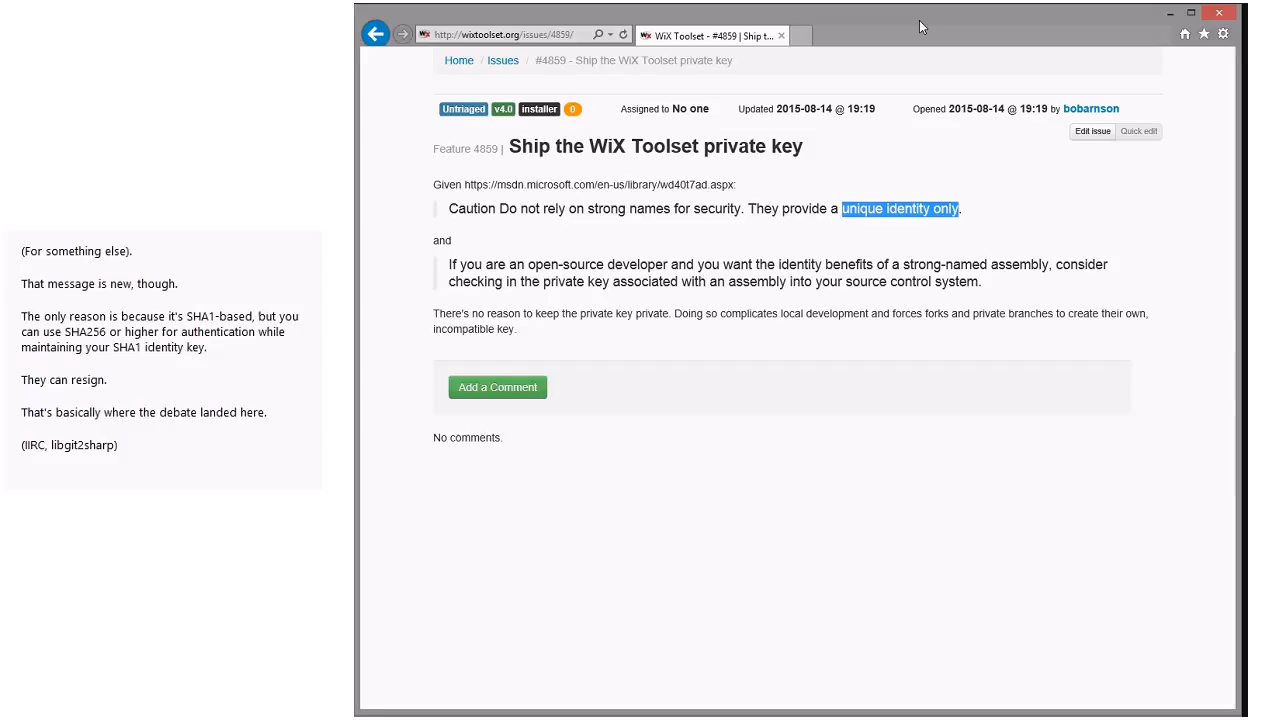 (For something else).
That message is new, though.
The only reason is because it's SHA1-based, but you
can use SHA256 or higher for authentication while
maintaining your SHA1 identity key.
They can resign.
That's basically where the debate landed here.
(IIRC, libgit2sharp)
http://wixtoolset.org/issues/4859/
WiX Toolset - #4859 | Ship t...
Home / Issues / #4859 - Ship the WiX Toolset private key
Untriaged v4.0 installer 0 Assigned to No one Updated 2015-08-14 @ 19:19 Opened 2015-08-14 @ 19:19 by bobarnson
Edit issue Quick edit
Feature 4859 | Ship the WiX Toolset private key
Given https://msdn.microsoft.com/en-us/library/wd40t7ad.aspx:
Caution Do not rely on strong names for security. They provide a unique identity only.
and
If you are an open-source developer and you want the identity benefits of a strong-named assembly, consider
checking in the private key associated with an assembly into your source control system.
There's no reason to keep the private key private. Doing so complicates local development and forces forks and private branches to create their own,
incompatible key.
Add a Comment
No comments.